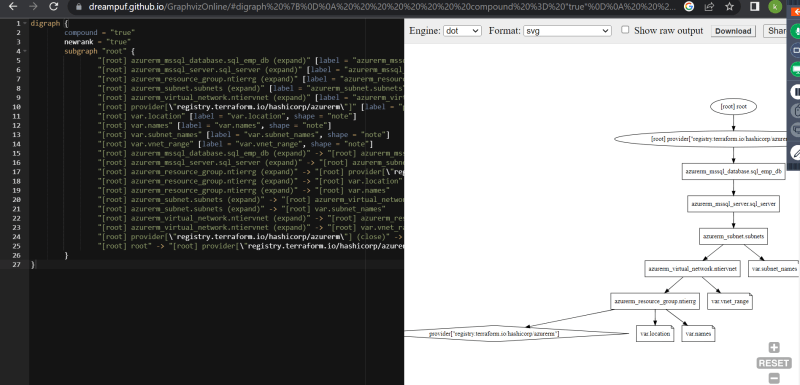 dreampuf.github.io/GraphvizOnline/#digraph%20%7B%0D%0A%20%20%20%20%20%20%20%20compound%20%3D%20"true"%0D%0A%20%20%20%2...
1 digraph {
2 compound = "true"
3 newrank = "true"
4 subgraph "root" {
5 "[root] azurerm_mssql_database.sql_emp_db (expand)" [label = "azurerm_mss
6 "[root] azurerm_mssql_server.sql_server (expand)" [label = "azurerm_mssql_
7 "[root] azurerm_resource_group.ntierrg (expand)" [label = "azurerm_resour
8 "[root] azurerm_subnet.subnets (expand)" [label = "azurerm_subnet.subnets"
9 "[root] azurerm_virtual_network.ntiervnet (expand)" [label = "azurerm_virt
10 "[root] provider[\"registry.terraform.io/hashicorp/azurerm\"]" [label = "
11 "[root] var.location" [label = "var.location", shape = "note"]
12 "[root] var.names" [label = "var.names", shape = "note"]
13 "[root] var.subnet_names" [label = "var.subnet_names", shape = "note"]
14 "[root] var.vnet_range" [label = "var.vnet_range", shape = "note"]
15 "[root] azurerm_mssql_database.sql_emp_db (expand)" -> "[root] azurerm_mss
16 "[root] azurerm_mssql_server.sql_server (expand)" -> "[root] azurerm_subne
17 "[root] azurerm_resource_group.ntierrg (expand)" -> "[root] provider[\"reg
18 "[root] azurerm_resource_group.ntierrg (expand)" -> "[root] var.location"
19 "[root] azurerm_resource_group.ntierrg (expand)" -> "[root] var.names"
20 "[root] azurerm_subnet.subnets (expand)" -> "[root] azurerm_virtual_networ
21 "[root] azurerm_subnet.subnets (expand)" -> "[root] var.subnet_names"
22 "[root] azurerm_virtual_network.ntiervnet (expand)" -> "[root] azurerm_res
23 "[root] azurerm_virtual_network.ntiervnet (expand)" -> "[root] var.vnet_ra
24 "[root] provider[\"registry.terraform.io/hashicorp/azurerm\"] (close)" ->
25 "[root] root" -> "[root] provider[\"registry.terraform.io/hashicorp/azurerm
26 }
27 }
Engine: dot Format: svg Show raw output Download Shar
[root] root
[root] provider["registry.terraform.io/hashicorp/azurer
azurerm_mssql_database.sql_emp_db
azurerm_mssql_server.sql_server
azurerm_subnet.subnets
azurerm_virtual_network.ntiervnet var.subnet_names
azurerm_resource_group.ntierrg var.vnet_range
provider["registry.terraform.io/hashicorp/azurerm"] var.location var.names
RESET